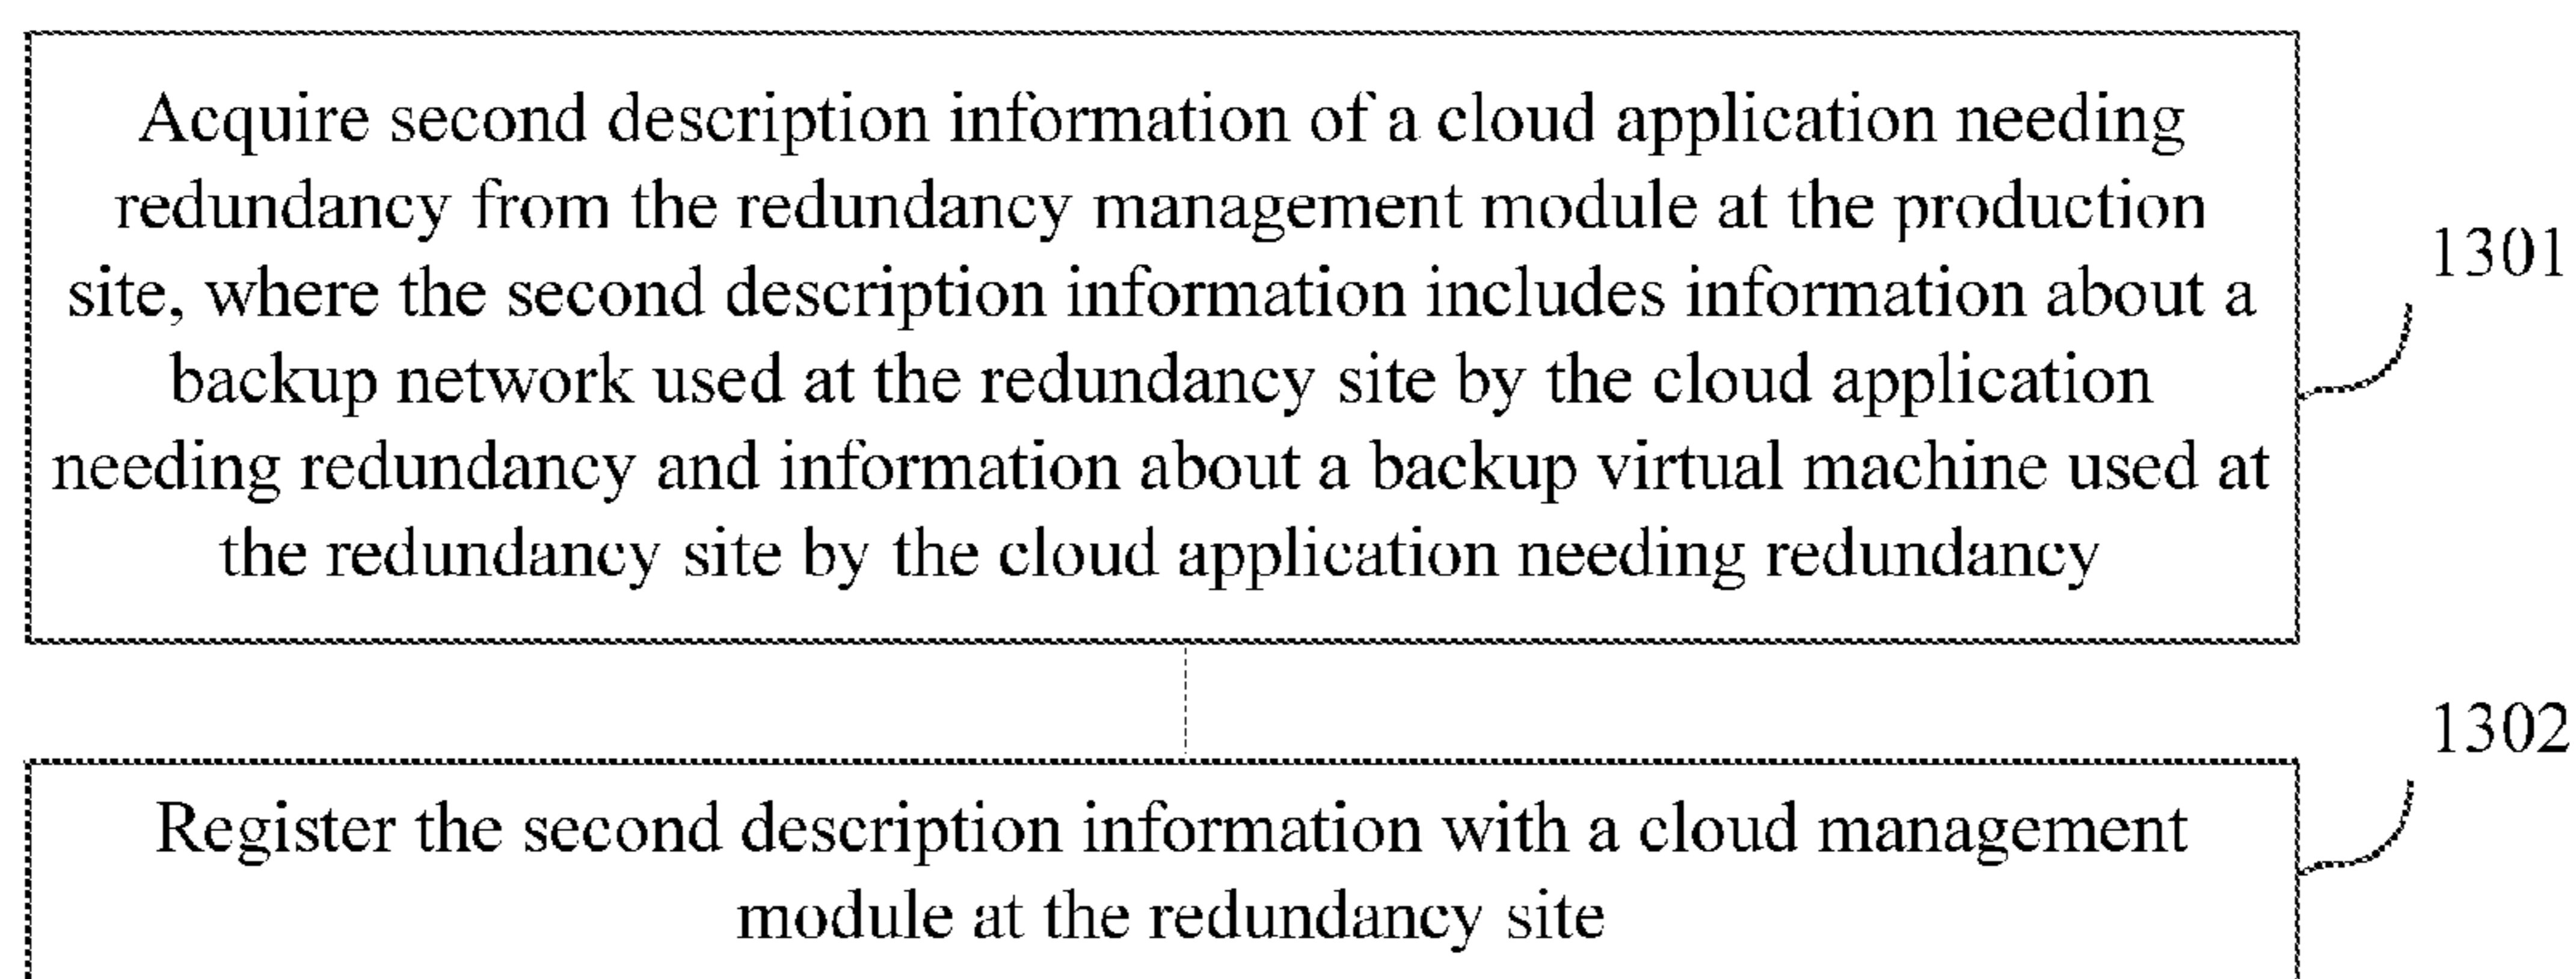 Acquire second description information of a cloud application needing
redundancy from the redundancy management module at the production
site, where the second description information includes information about a
backup network used at the redundancy site by the cloud application
needing redundancy and information about a backup virtual machine used at
the redundancy site by the cloud application needing redundancy
1301
1302
Register the second description information with a cloud management
module at the redundancy site